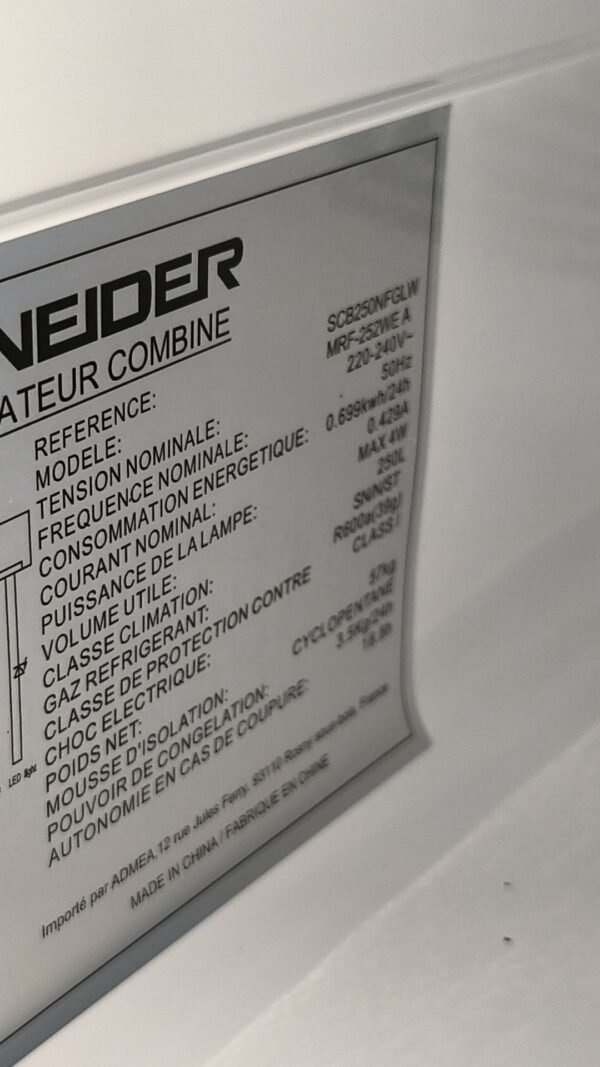 NEIDER
ATEUR COMBINE
REFERENCE: SCB250NFGLW
MODELE: MRF-252WE A
TENSION NOMINALE: 220-240V~
FREQUENCE NOMINALE: 50Hz
CONSOMMATION ENERGETIQUE: 0.699kwh/24h
COURANT NOMINAL: 0.429A
PUISSANCE DE LA LAMPE: MAX 4W
VOLUME UTILE: 250L
CLASSE CLIMATION: SN/N/ST
GAZ REFRIGERANT: R600a(39g)
CLASSE DE PROTECTION CONTRE CLASS I
CHOC ELECTRIQUE:
POIDS NET: 57kg
MOUSSE D'ISOLATION: CYCLOPENTANE
POUVOIR DE CONGELATION: 3.5Kg/24h
AUTONOMIE EN CAS DE COUPURE:
LED light
Importé par ADMEA,12 rue Jules Ferry, 93110 Rosny sous-bois, France
MADE IN CHINA / FABRIQUE EN CHINE